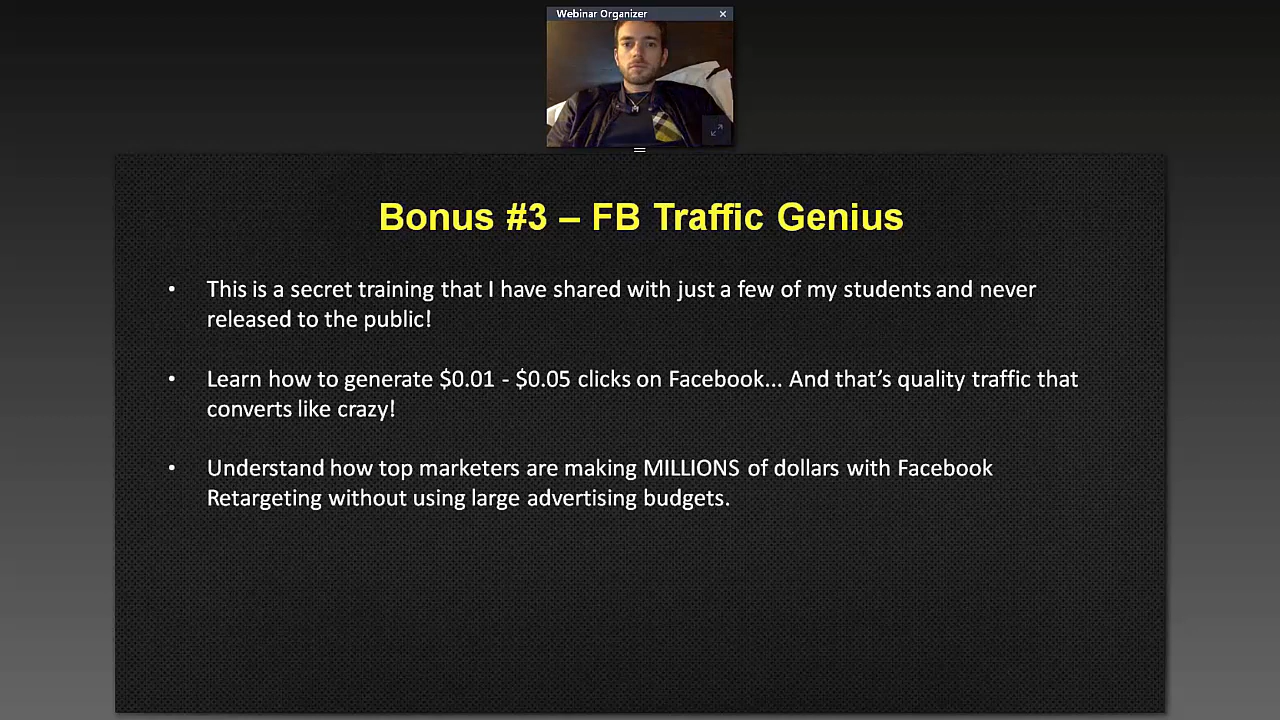 Webinar Organizer
Bonus #3 – FB Traffic Genius
• This is a secret training that I have shared with just a few of my students and never
released to the public!
• Learn how to generate $0.01 - $0.05 clicks on Facebook... And that’s quality traffic that
converts like crazy!
• Understand how top marketers are making MILLIONS of dollars with Facebook
Retargeting without using large advertising budgets.